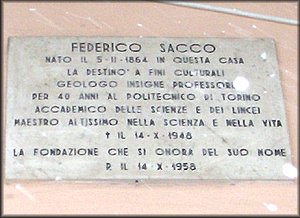 FEDERICO SACCO
NATO IL 5-II-1864 IN QUESTA CASA
LA DESTINO' A FINI CULTURALI
GEOLOGO INSIGNE PROFESSORE
PER 40 ANNI AL POLITECNICO DI TORINO
ACCADEMICO DELLE SCIENZE E DEI LINCEI
MAESTRO ALTISSIMO NELLA SCIENZA E NELLA VITA
† IL 14-X-1948
LA FONDAZIONE CHE SI ONORA DEL SUO NOME
P. IL 14-X-1958